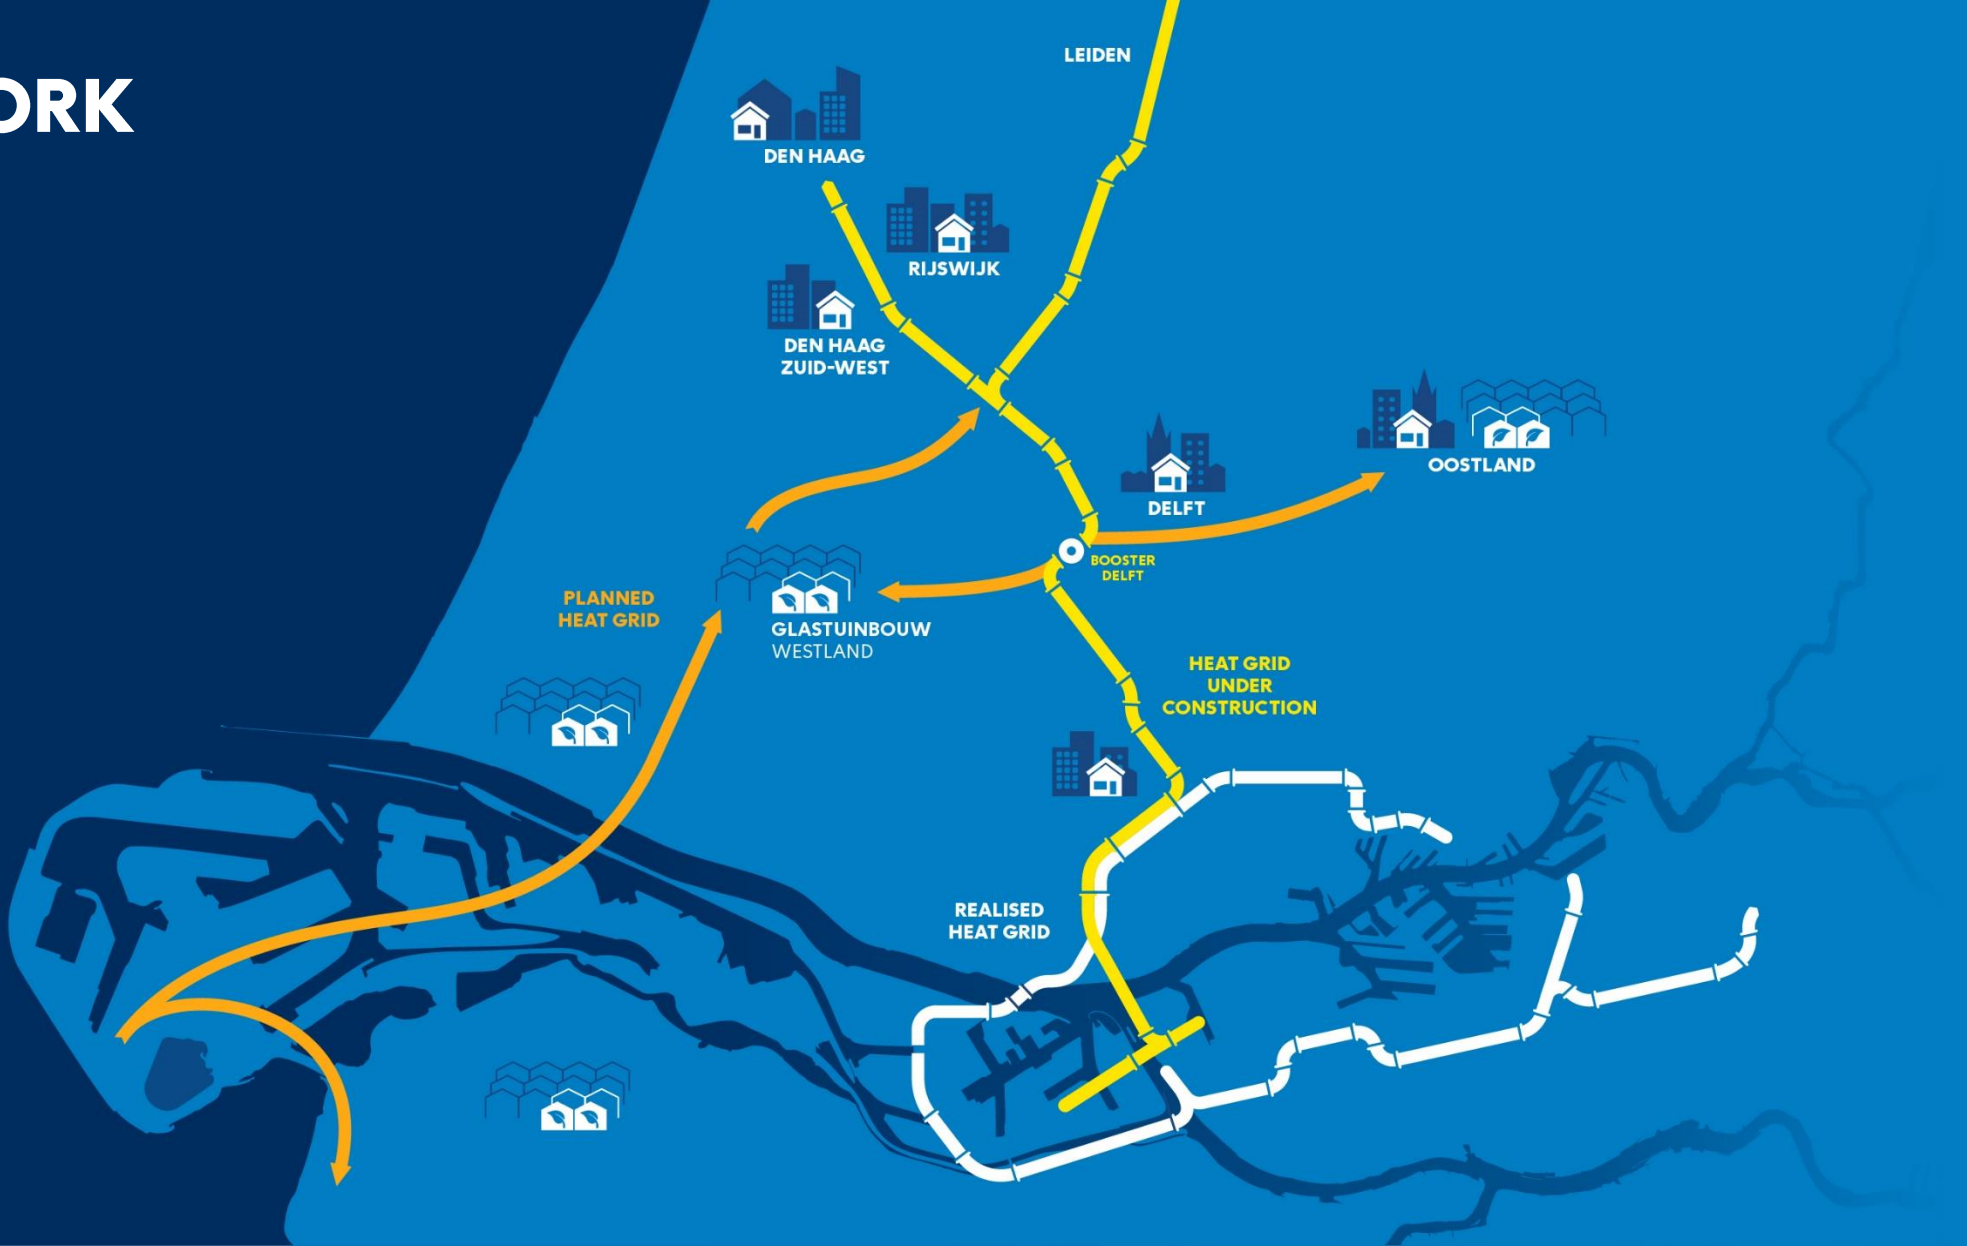 ORK
LEIDEN
DEN HAAG
RIJSWIJK
DEN HAAG
ZUID-WEST
OOSTLAND
DELFT
BOOSTER
DELFT
PLANNED
HEAT GRID
GLASTUINBOUW
WESTLAND
HEAT GRID
UNDER
CONSTRUCTION
REALISED
HEAT GRID